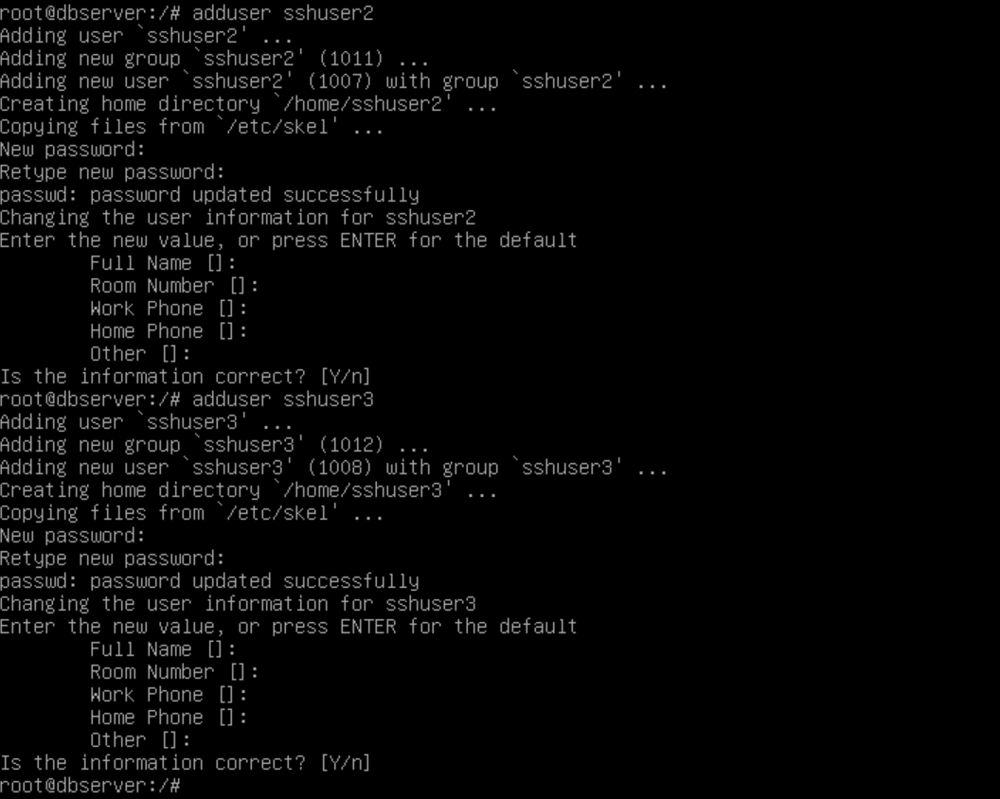 root@dbserver:/# adduser sshuser2
Adding user `sshuser2' ...
Adding new group `sshuser2' (1011) ...
Adding new user `sshuser2' (1007) with group `sshuser2' ...
Creating home directory `/home/sshuser2' ...
Copying files from `/etc/skel' ...
New password:
Retype new password:
passwd: password updated successfully
Changing the user information for sshuser2
Enter the new value, or press ENTER for the default
        Full Name []:
        Room Number []:
        Work Phone []:
        Home Phone []:
        Other []:
Is the information correct? [Y/n]
root@dbserver:/# adduser sshuser3
Adding user `sshuser3' ...
Adding new group `sshuser3' (1012) ...
Adding new user `sshuser3' (1008) with group `sshuser3' ...
Creating home directory `/home/sshuser3' ...
Copying files from `/etc/skel' ...
New password:
Retype new password:
passwd: password updated successfully
Changing the user information for sshuser3
Enter the new value, or press ENTER for the default
        Full Name []:
        Room Number []:
        Work Phone []:
        Home Phone []:
        Other []:
Is the information correct? [Y/n]
root@dbserver:/#